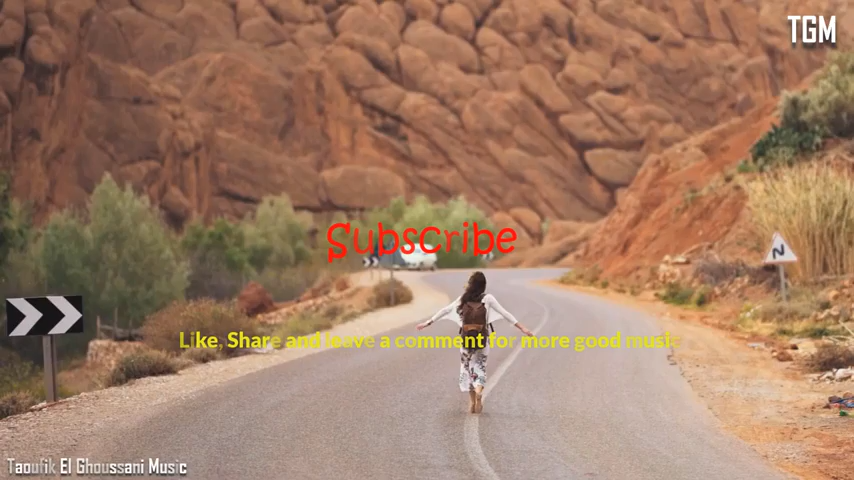 TGM
Subscribe
Like, Share and leave a comment for more good music
Taoufik El Ghoussani Music